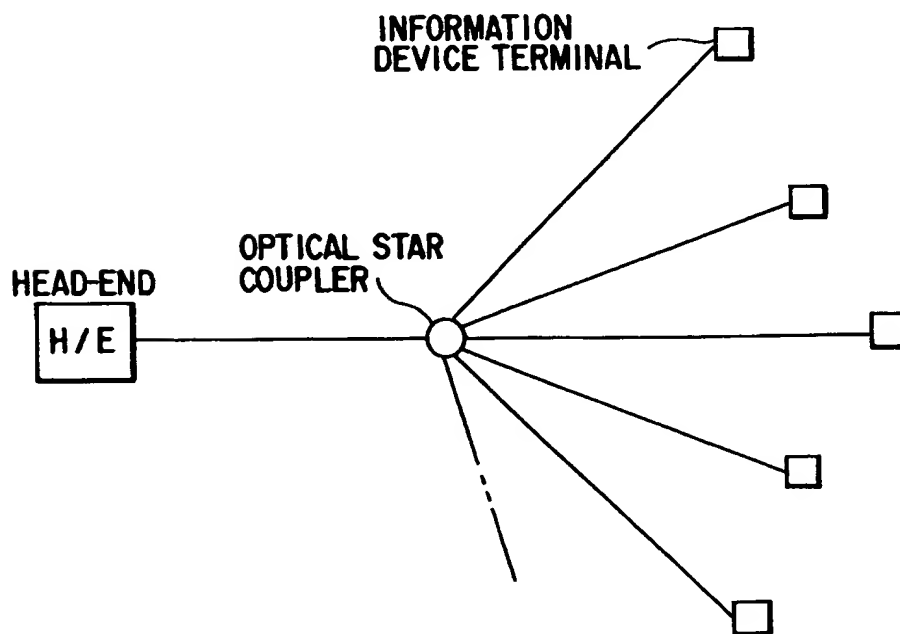 INFORMATION
DEVICE TERMINAL
OPTICAL STAR
COUPLER
HEAD-END
H/E